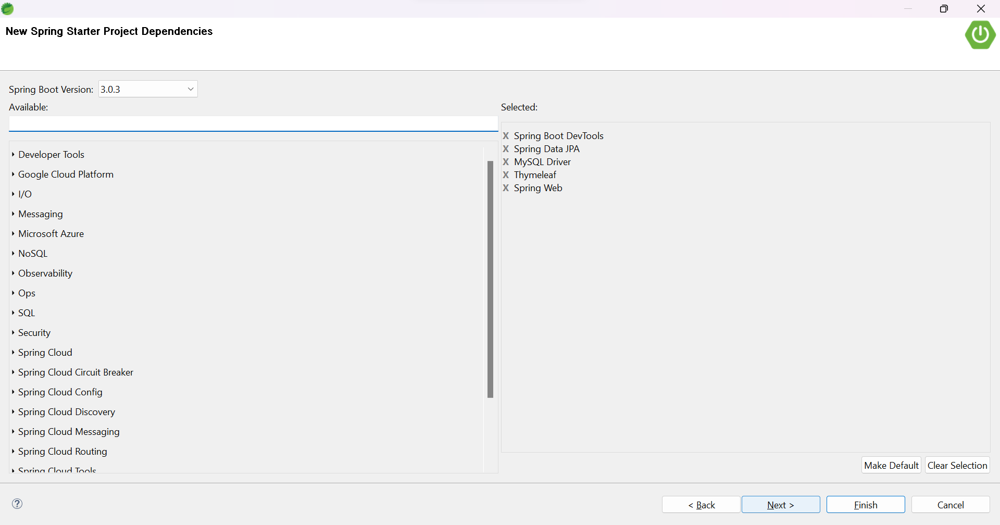 New Spring Starter Project Dependencies
Spring Boot Version: 3.0.3
Available:
Developer Tools
Google Cloud Platform
I/O
Messaging
Microsoft Azure
NoSQL
Observability
Ops
SQL
Security
Spring Cloud
Spring Cloud Circuit Breaker
Spring Cloud Config
Spring Cloud Discovery
Spring Cloud Messaging
Spring Cloud Routing
Spring Cloud Tools
Selected:
X Spring Boot DevTools
X Spring Data JPA
X MySQL Driver
X Thymeleaf
X Spring Web
Make Default Clear Selection
? < Back Next > Finish Cancel